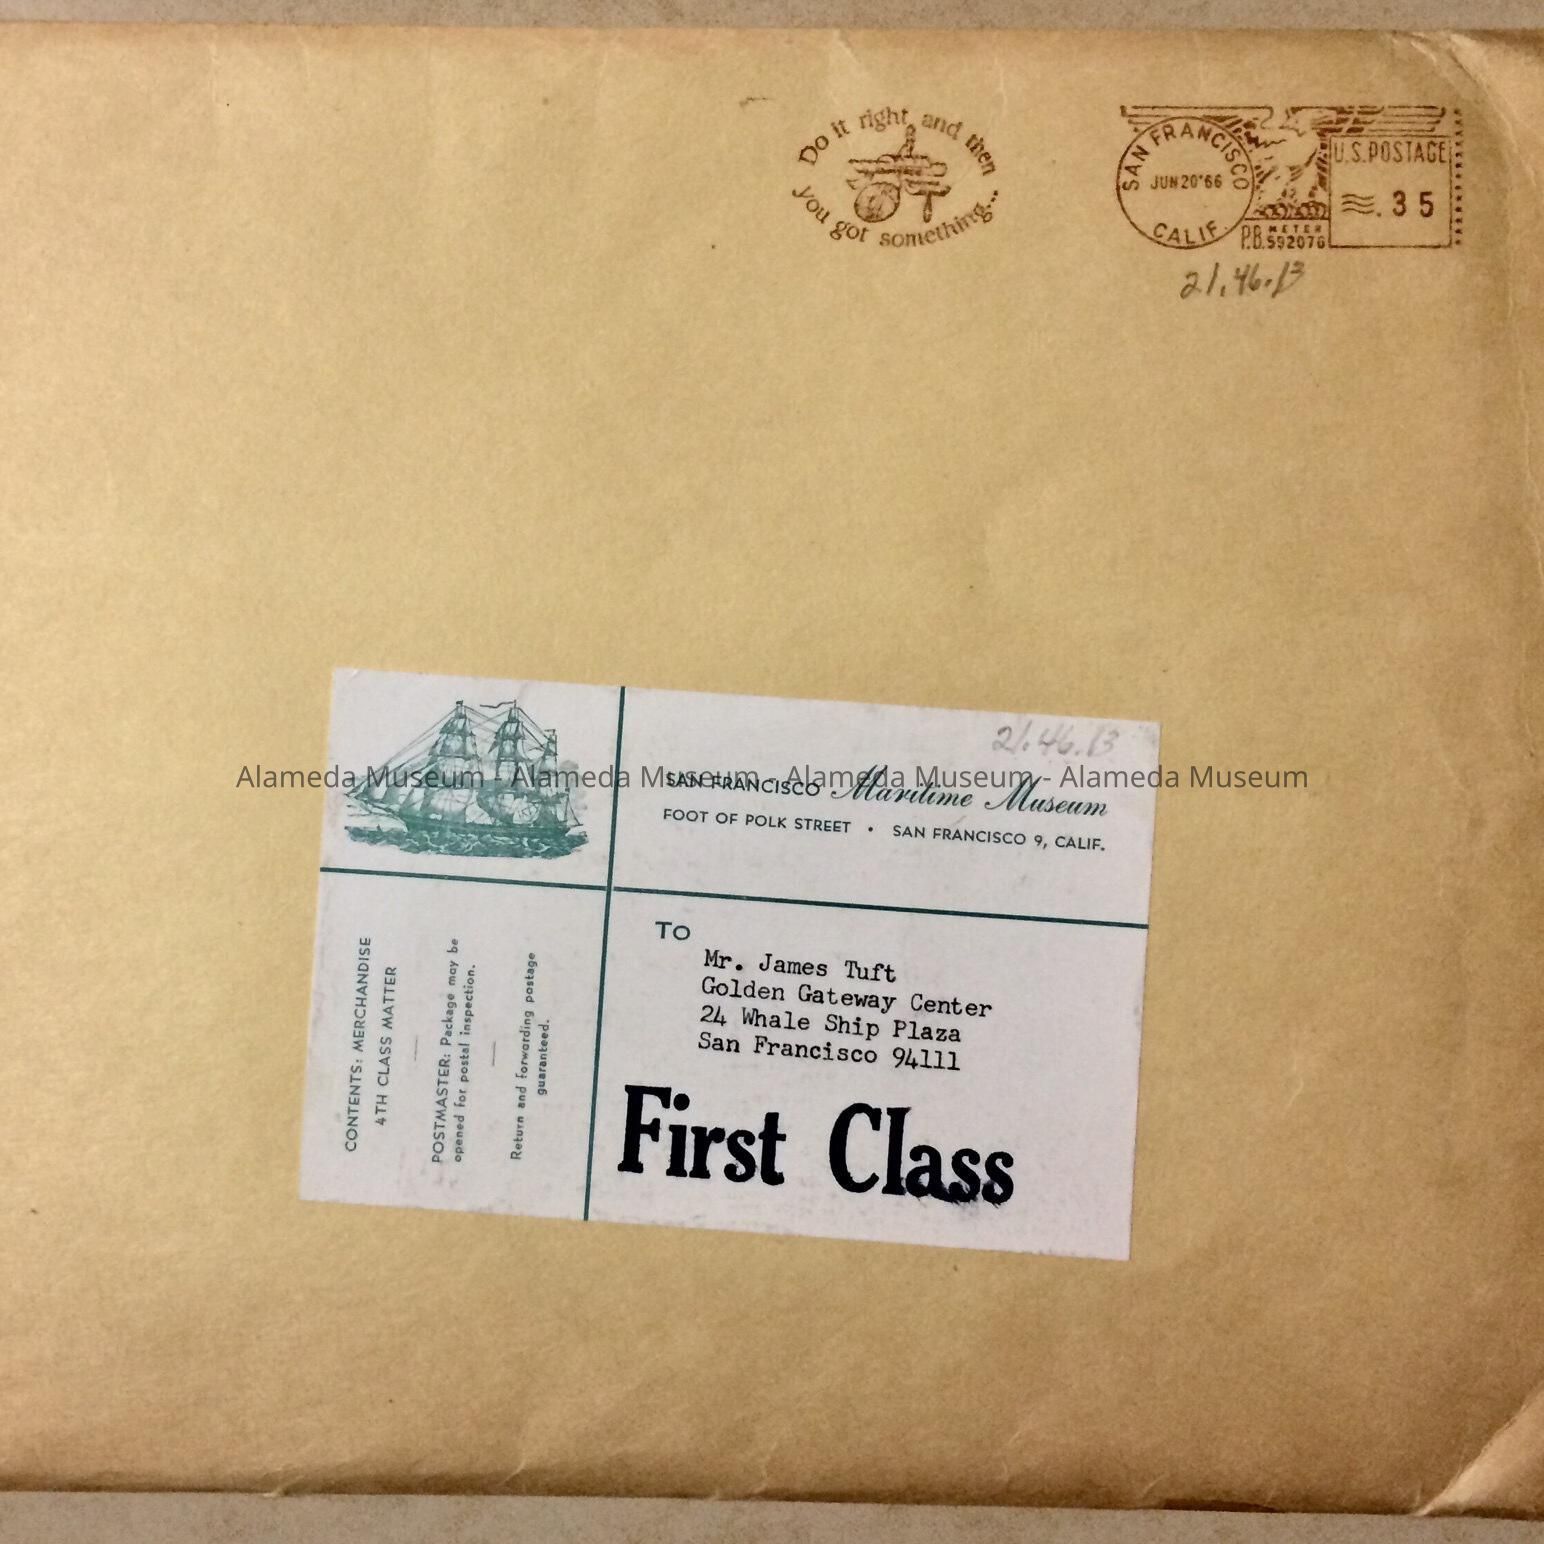 Do it right, and then
you got something...
SAN FRANCISCO
JUN 20 '66
CALIF.
U.S. POSTAGE
.35
P.B. METER
592076
21.46.13
21.46.13
SAN FRANCISCO Maritime Museum
Alameda Museum - Alameda Museum - Alameda Museum - Alameda Museum
FOOT OF POLK STREET • SAN FRANCISCO 9, CALIF.
CONTENTS: MERCHANDISE
4TH CLASS MATTER
POSTMASTER: Package may be
opened for postal inspection.
Return and forwarding postage
guaranteed.
TO
Mr. James Tuft
Golden Gateway Center
24 Whale Ship Plaza
San Francisco 94111
First Class